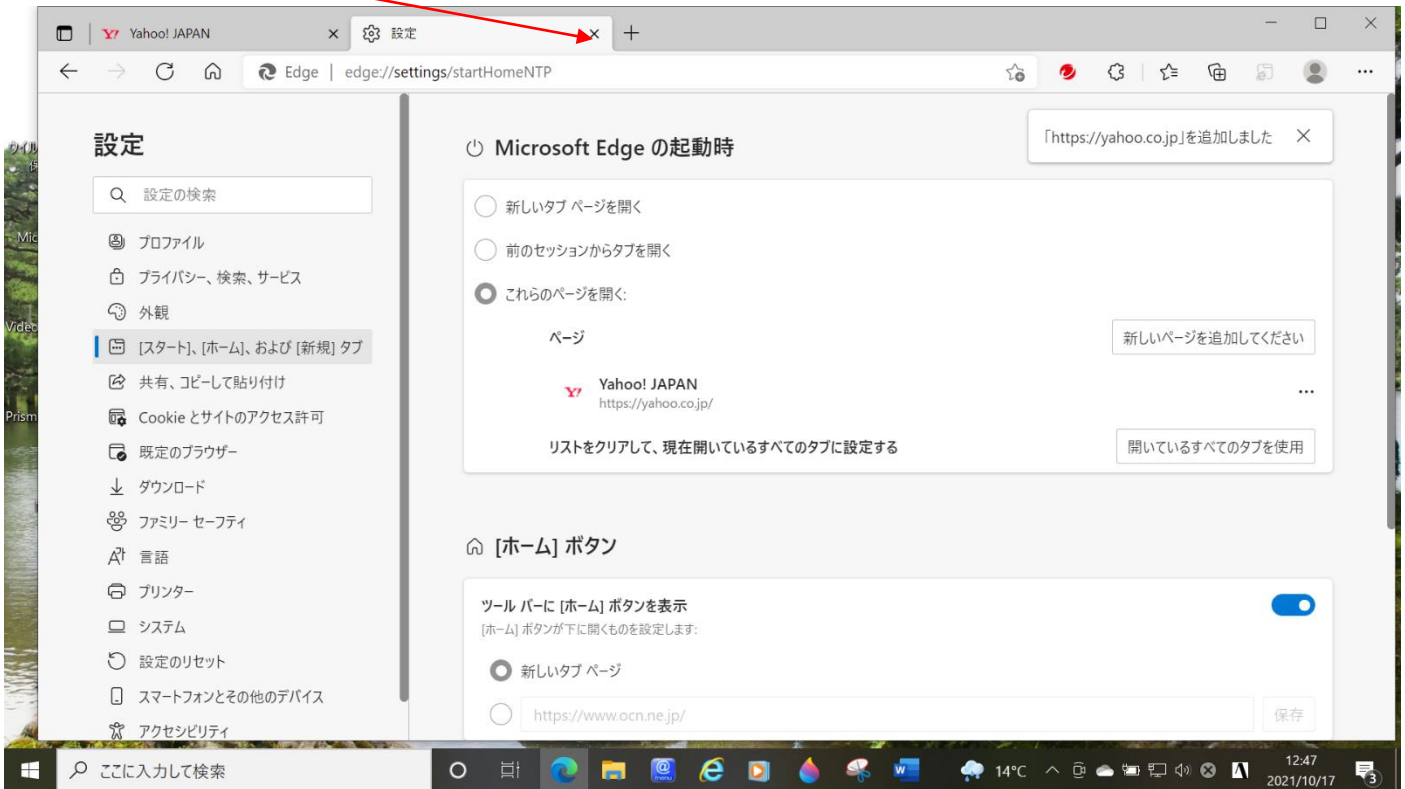 Yahoo! JAPAN
設定
Edge | edge://settings/startHomeNTP
設定
設定の検索
プロファイル
プライバシー、検索、サービス
外観
[スタート]、[ホーム]、および [新規] タブ
共有、コピーして貼り付け
Cookie とサイトのアクセス許可
既定のブラウザー
ダウンロード
ファミリー セーフティ
言語
プリンター
システム
設定のリセット
スマートフォンとその他のデバイス
アクセシビリティ
Microsoft Edge の起動時
「https://yahoo.co.jp」を追加しました
新しいタブ ページを開く
前のセッションからタブを開く
これらのページを開く:
ページ
新しいページを追加してください
Yahoo! JAPAN
https://yahoo.co.jp/
リストをクリアして、現在開いているすべてのタブに設定する
開いているすべてのタブを使用
[ホーム] ボタン
ツール バーに [ホーム] ボタンを表示
[ホーム] ボタンが下に開くものを設定します:
新しいタブ ページ
https://www.ocn.ne.jp/
保存
ウイル
Mic
Video
Prism
ここに入力して検索
menu
14°C
12:47
2021/10/17
3